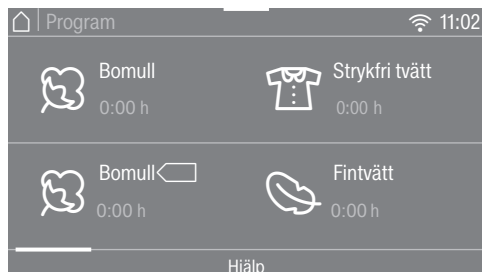 Program 11:02
Bomull Strykfri tvätt
0:00 h 0:00 h
Bomull Fintvätt
0:00 h 0:00 h
Hjälp